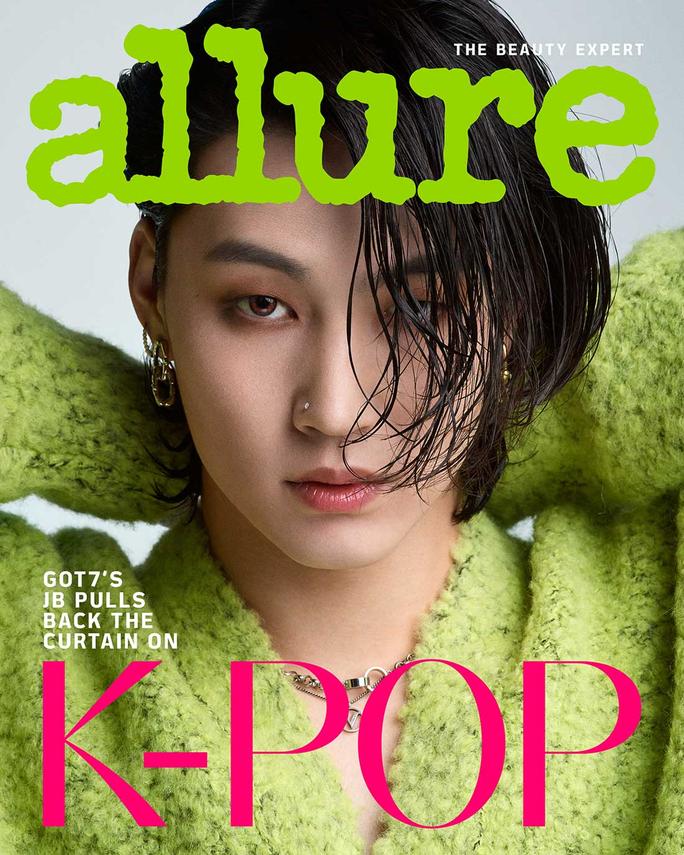 THE BEAUTY EXPERT
allure
GOT7'S
JB PULLS
BACK THE
CURTAIN ON
K-POP